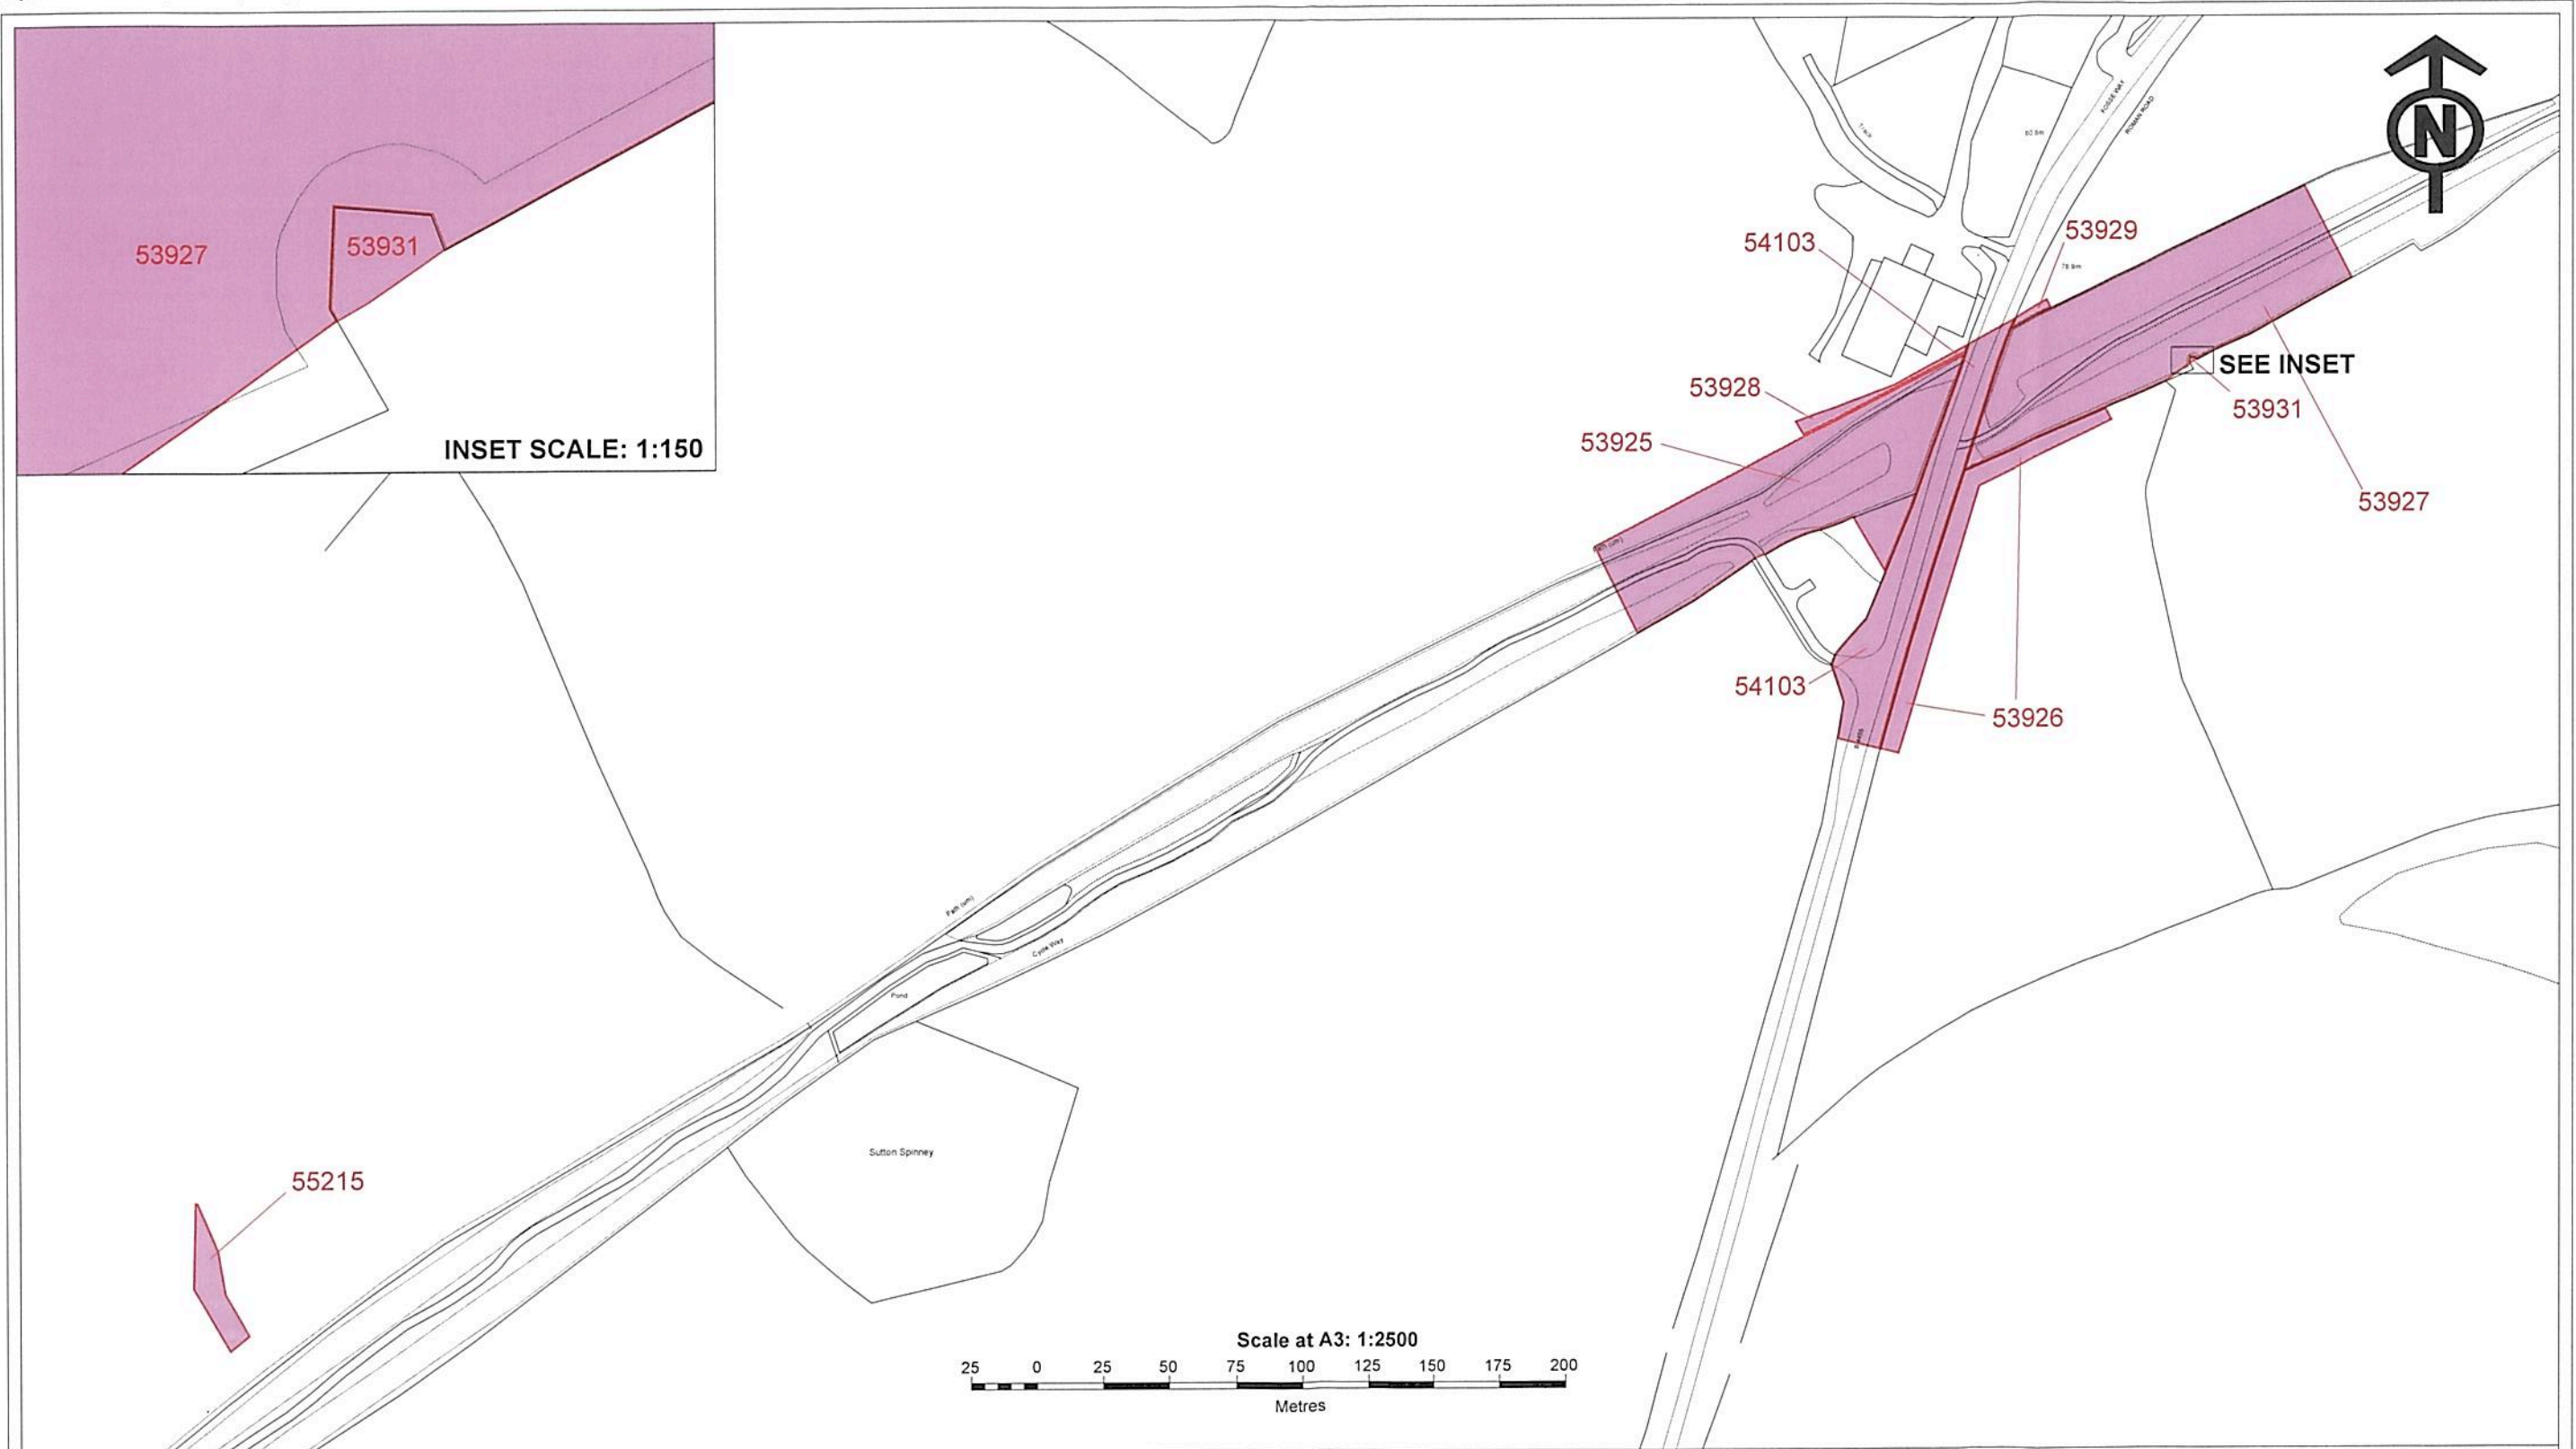 53927
53931
INSET SCALE: 1:150
N
Track
FOSSE WAY
ROMAN ROAD
54103
53929
53928
SEE INSET
53931
53925
53927
54103
53926
Path (um)
Cycle Way
Pond
Sutton Spinney
55215
Scale at A3: 1:2500
25 0 25 50 75 100 125 150 175 200
Metres